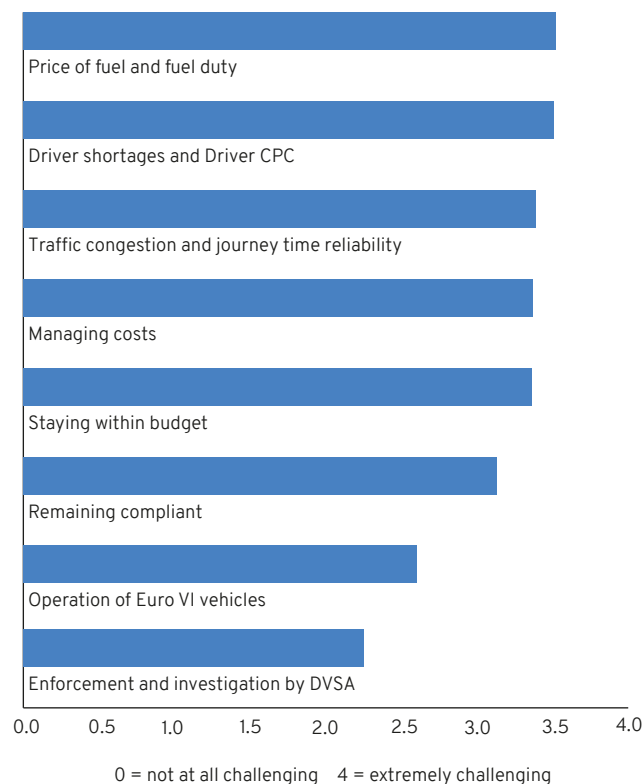 Price of fuel and fuel duty
Driver shortages and Driver CPC
Traffic congestion and journey time reliability
Managing costs
Staying within budget
Remaining compliant
Operation of Euro VI vehicles
Enforcement and investigation by DVSA
0.0 0.5 1.0 1.5 2.0 2.5 3.0 3.5 4.0
0 = not at all challenging 4 = extremely challenging